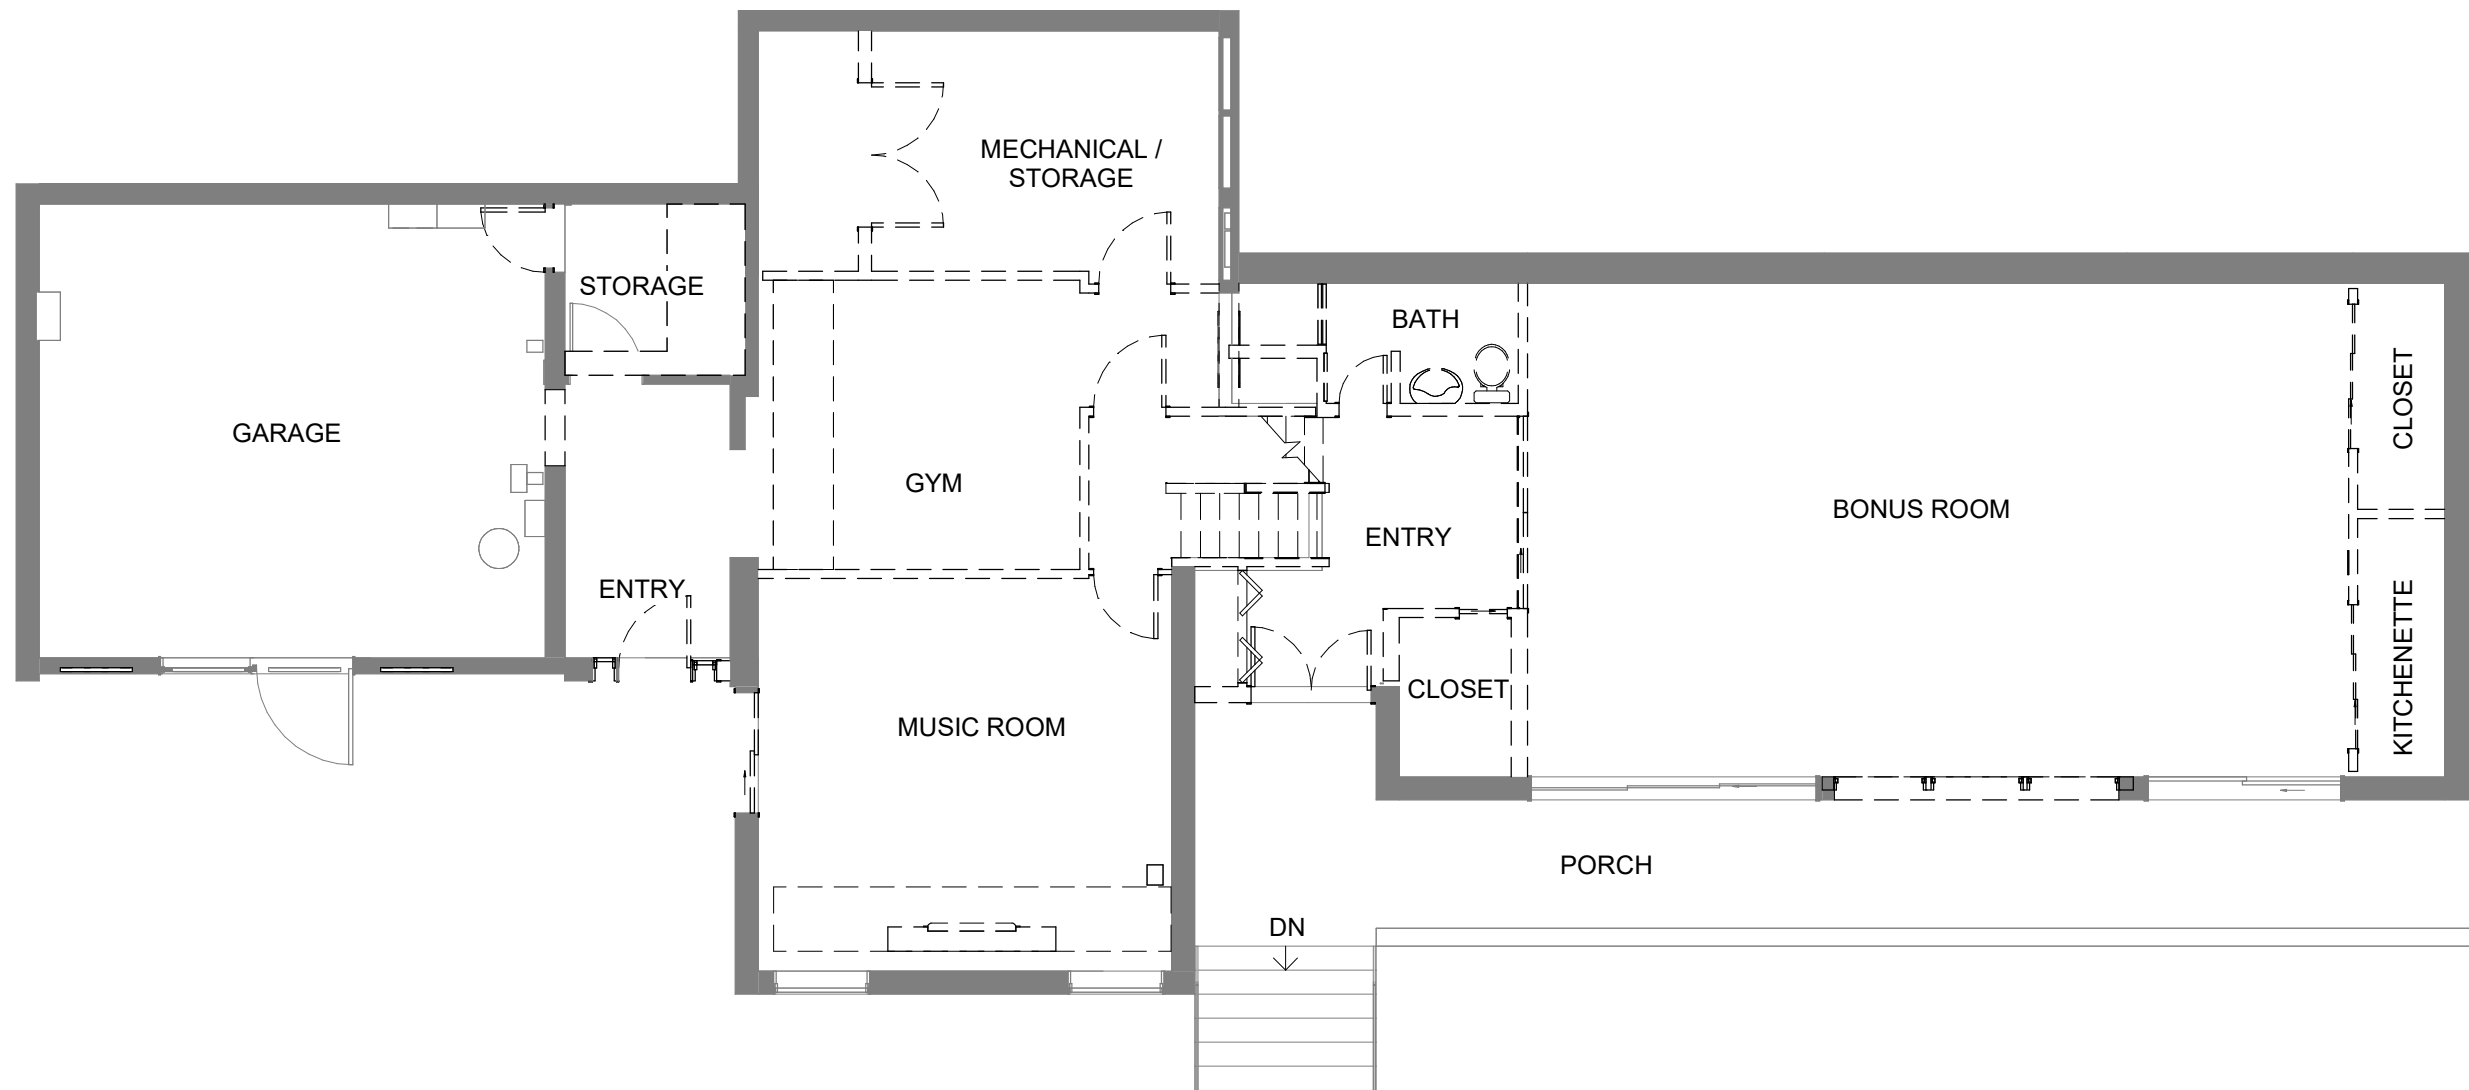 MECHANICAL /
STORAGE
STORAGE
BATH
CLOSET
GARAGE
GYM
BONUS ROOM
ENTRY
ENTRY
KITCHENETTE
CLOSET
MUSIC ROOM
PORCH
DN